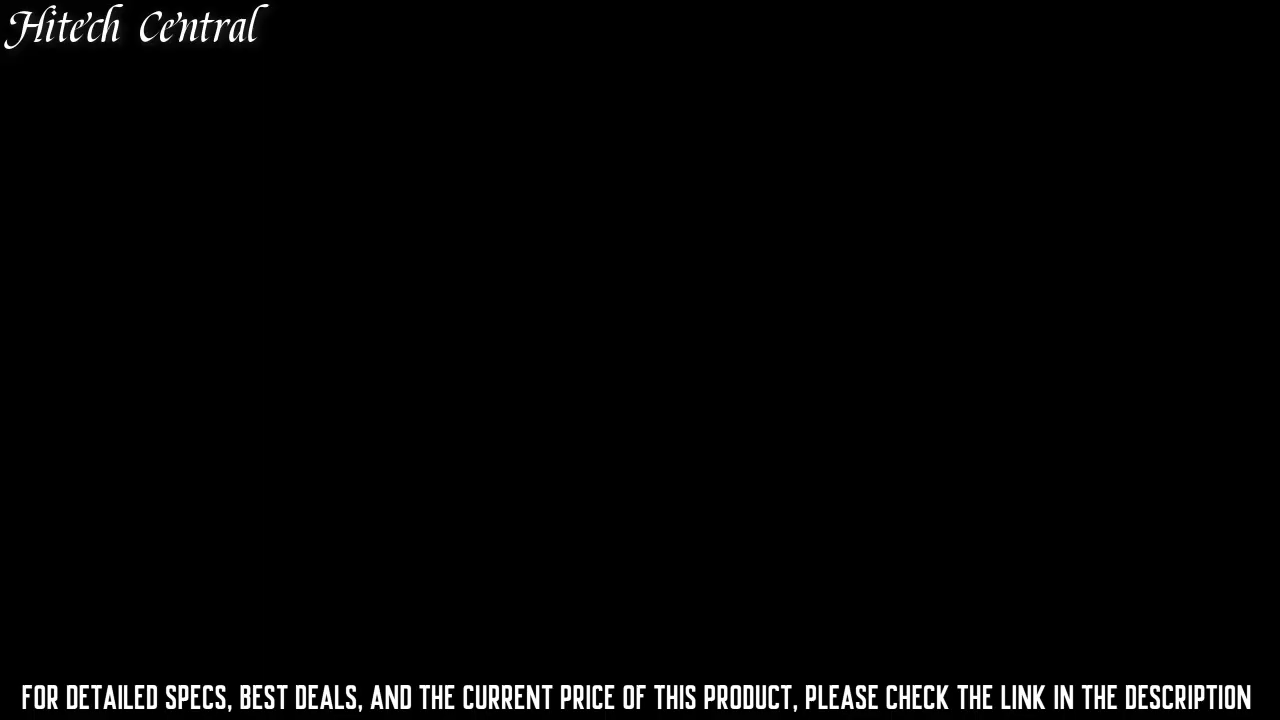 Hitech Central
FOR DETAILED SPECS, BEST DEALS, AND THE CURRENT PRICE OF THIS PRODUCT, PLEASE CHECK THE LINK IN THE DESCRIPTION